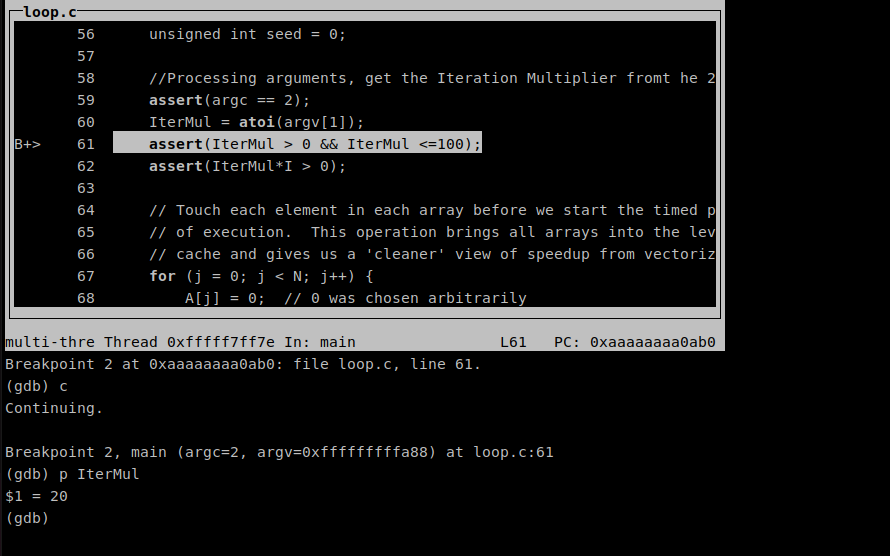 loop.c
56 unsigned int seed = 0;
57
58 //Processing arguments, get the Iteration Multiplier fromt he 2
59 assert(argc == 2);
60 IterMul = atoi(argv[1]);
B+> 61 assert(IterMul > 0 && IterMul <=100);
62 assert(IterMul*I > 0);
63
64 // Touch each element in each array before we start the timed p
65 // of execution.  This operation brings all arrays into the lev
66 // cache and gives us a 'cleaner' view of speedup from vectoriz
67 for (j = 0; j < N; j++) {
68 A[j] = 0;  // 0 was chosen arbitrarily
multi-thre Thread 0xfffff7ff7e In: main L61 PC: 0xaaaaaaaa0ab0
Breakpoint 2 at 0xaaaaaaaa0ab0: file loop.c, line 61.
(gdb) c
Continuing.
Breakpoint 2, main (argc=2, argv=0xfffffffffa88) at loop.c:61
(gdb) p IterMul
$1 = 20
(gdb)